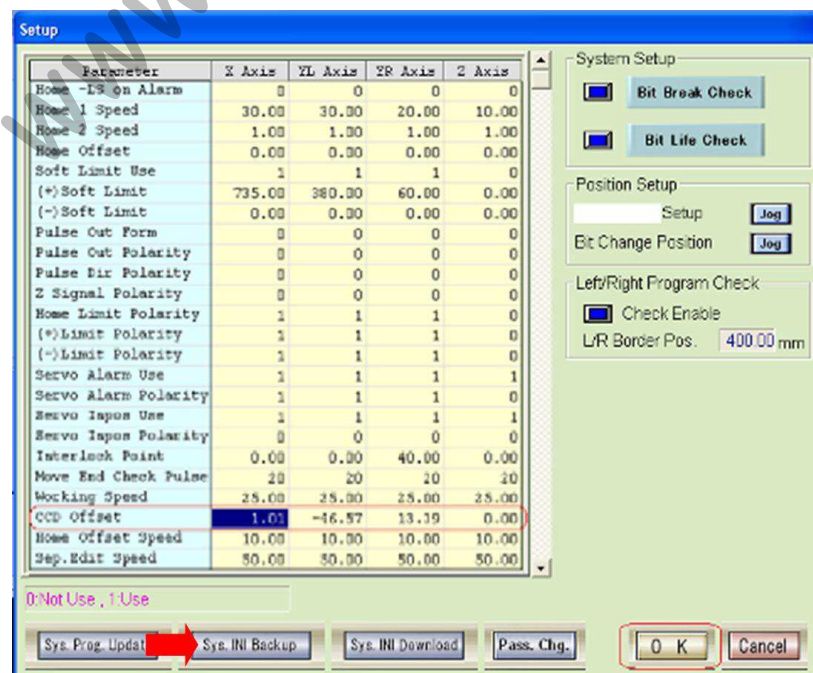 Setup
Parameter X Axis YL Axis YR Axis Z Axis
Home -LS on Alarm 0 0 0 0
Home 1 Speed 30.00 30.00 20.00 10.00
Home 2 Speed 1.00 1.00 1.00 1.00
Home Offset 0.00 0.00 0.00 0.00
Soft Limit Use 1 1 1 0
(+)Soft Limit 735.00 380.00 60.00 0.00
(-)Soft Limit 0.00 0.00 0.00 0.00
Pulse Out Form 0 0 0 0
Pulse Out Polarity 0 0 0 0
Pulse Dir Polarity 0 0 0 0
Z Signal Polarity 0 0 0 0
Home Limit Polarity 1 1 1 0
(+)Limit Polarity 1 1 1 0
(-)Limit Polarity 1 1 1 0
Servo Alarm Use 1 1 1 1
Servo Alarm Polarity 1 1 1 0
Servo Inpos Use 1 1 1 1
Servo Inpos Polarity 0 0 0 0
Interlock Point 0.00 0.00 40.00 0.00
Move End Check Pulse 20 20 20 20
Working Speed 25.00 25.00 25.00 25.00
CCD Offset 1.01 -46.57 13.19 0.00
Home Offset Speed 10.00 10.00 10.00 10.00
Sep.Edit Speed 50.00 50.00 50.00 50.00
0:Not Use , 1:Use
System Setup
Bit Break Check
Bit Life Check
Position Setup
Setup Jog
Bit Change Position Jog
Left/Right Program Check
Check Enable
L/R Border Pos. 400.00 mm
Sys. Prog. Updat Sys. INI Backup Sys. INI Download Pass. Chg. O K Cancel
www